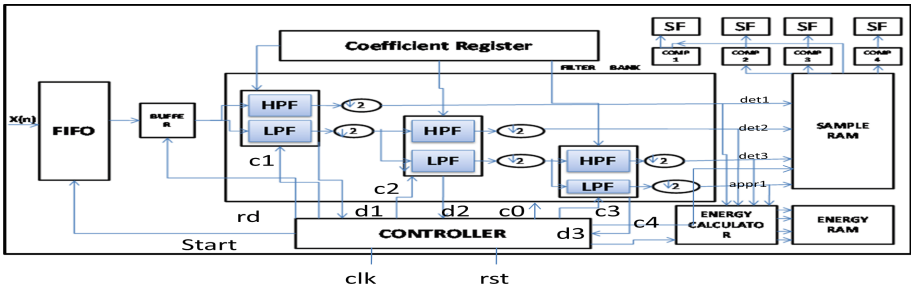 SF SF SF SF
COMP 1
COMP 2
COMP 3
COMP 4
Coefficient Register
FILTER BANK
X(n)
FIFO
BUFFE
R
HPF
LPF
↓2
↓2
c1
HPF
LPF
↓2
↓2
c2
HPF
LPF
↓2
↓2
det1
det2
det3
appr1
SAMPLE
RAM
rd
d1
d2
c0
c3
c4
d3
Start
CONTROLLER
ENERGY
CALCULATO
R
ENERGY
RAM
clk
rst